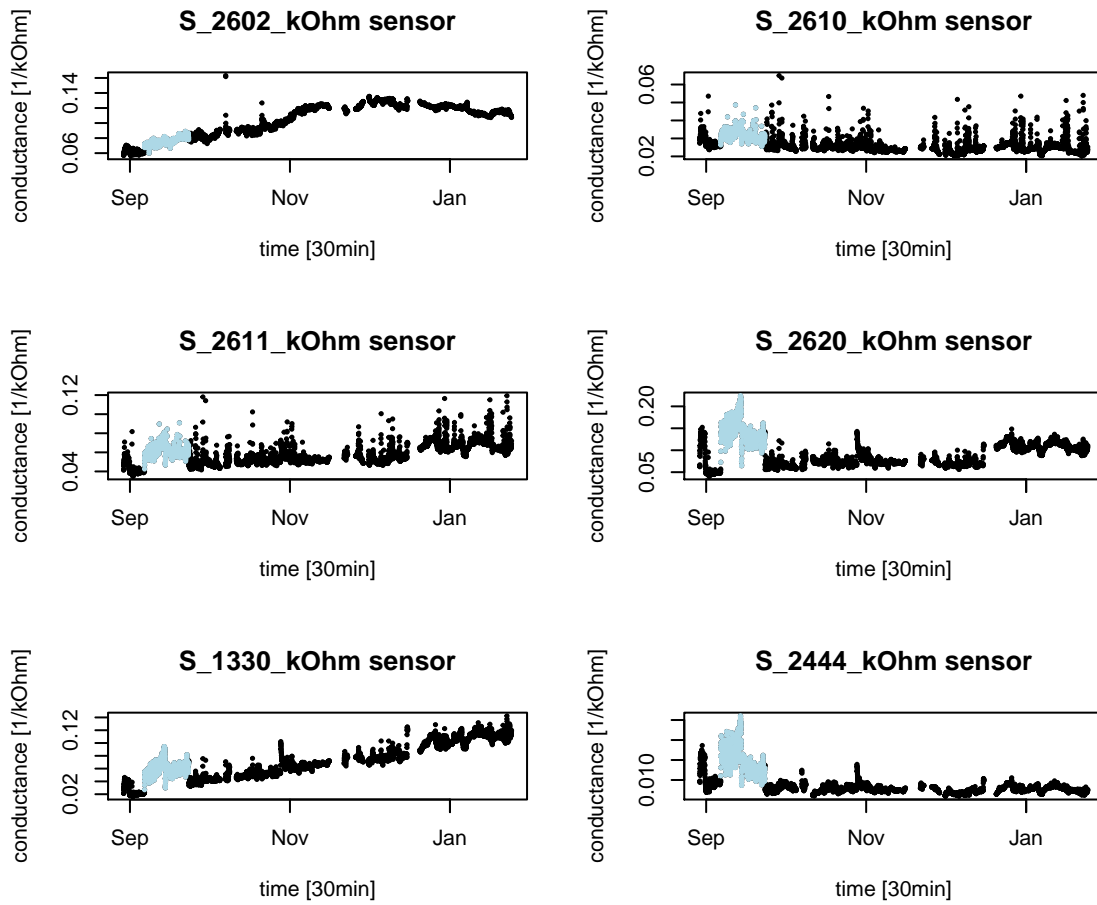 S_2602_kOhm sensor
conductance [1/kOhm]
0.14
0.06
Sep Nov Jan
time [30min]
S_2610_kOhm sensor
conductance [1/kOhm]
0.06
0.02
Sep Nov Jan
time [30min]
S_2611_kOhm sensor
conductance [1/kOhm]
0.12
0.04
Sep Nov Jan
time [30min]
S_2620_kOhm sensor
conductance [1/kOhm]
0.20
0.05
Sep Nov Jan
time [30min]
S_1330_kOhm sensor
conductance [1/kOhm]
0.12
0.02
Sep Nov Jan
time [30min]
S_2444_kOhm sensor
conductance [1/kOhm]
0.010
Sep Nov Jan
time [30min]